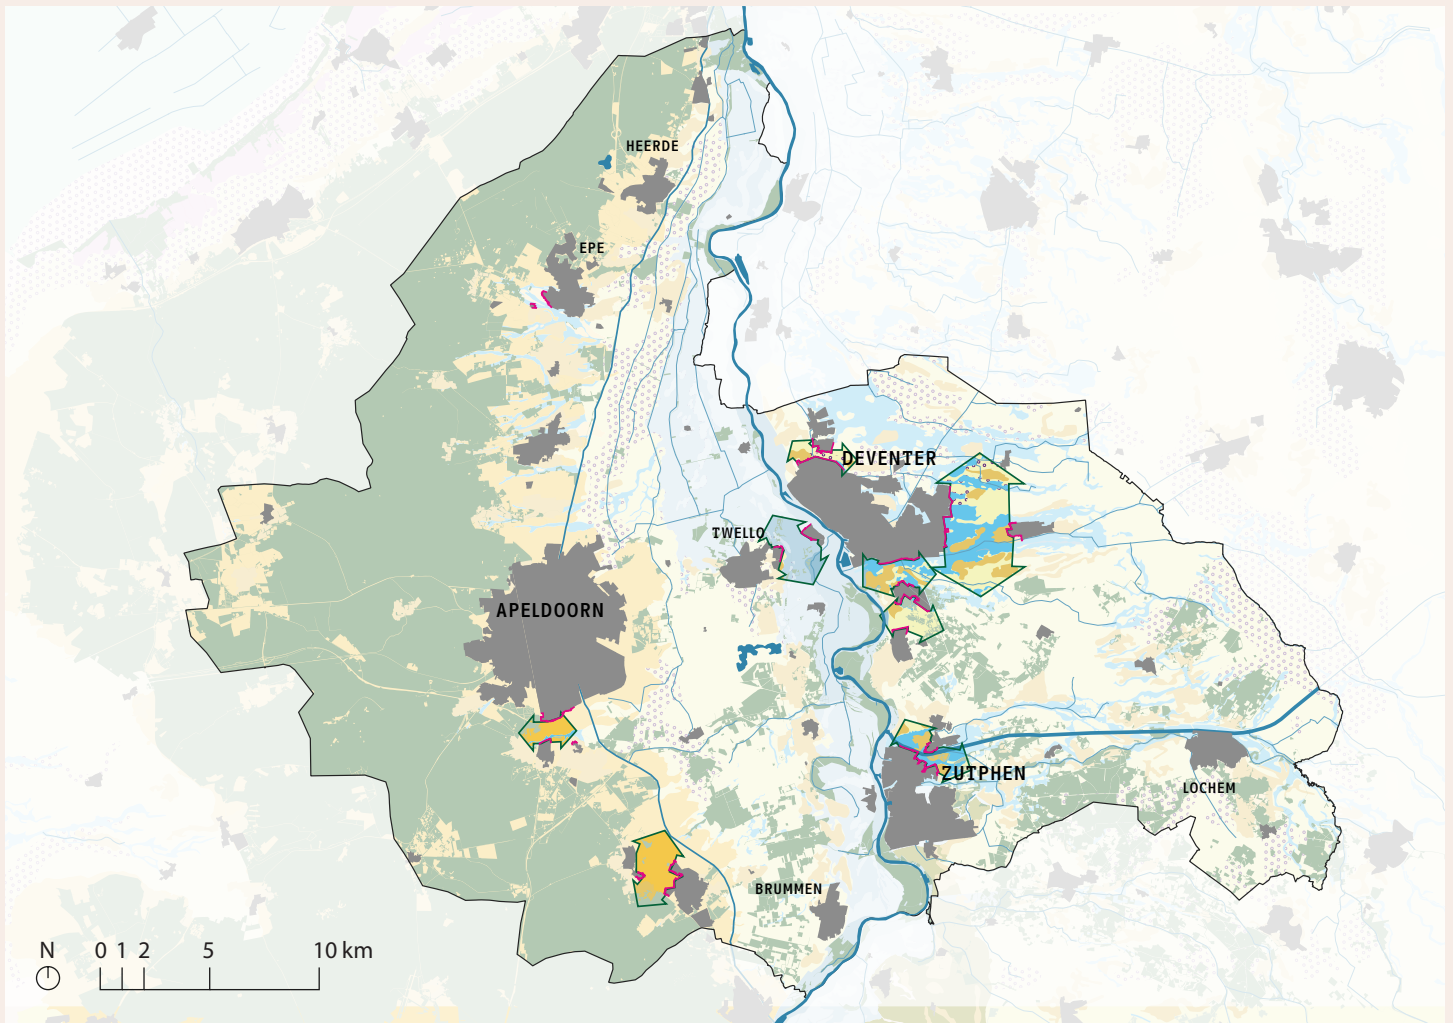 HEERDE
EPE
DEVENTER
TWELLO
APELDOORN
ZUTPHEN
LOCHEM
BRUMMEN
N 0 1 2 5 10 km